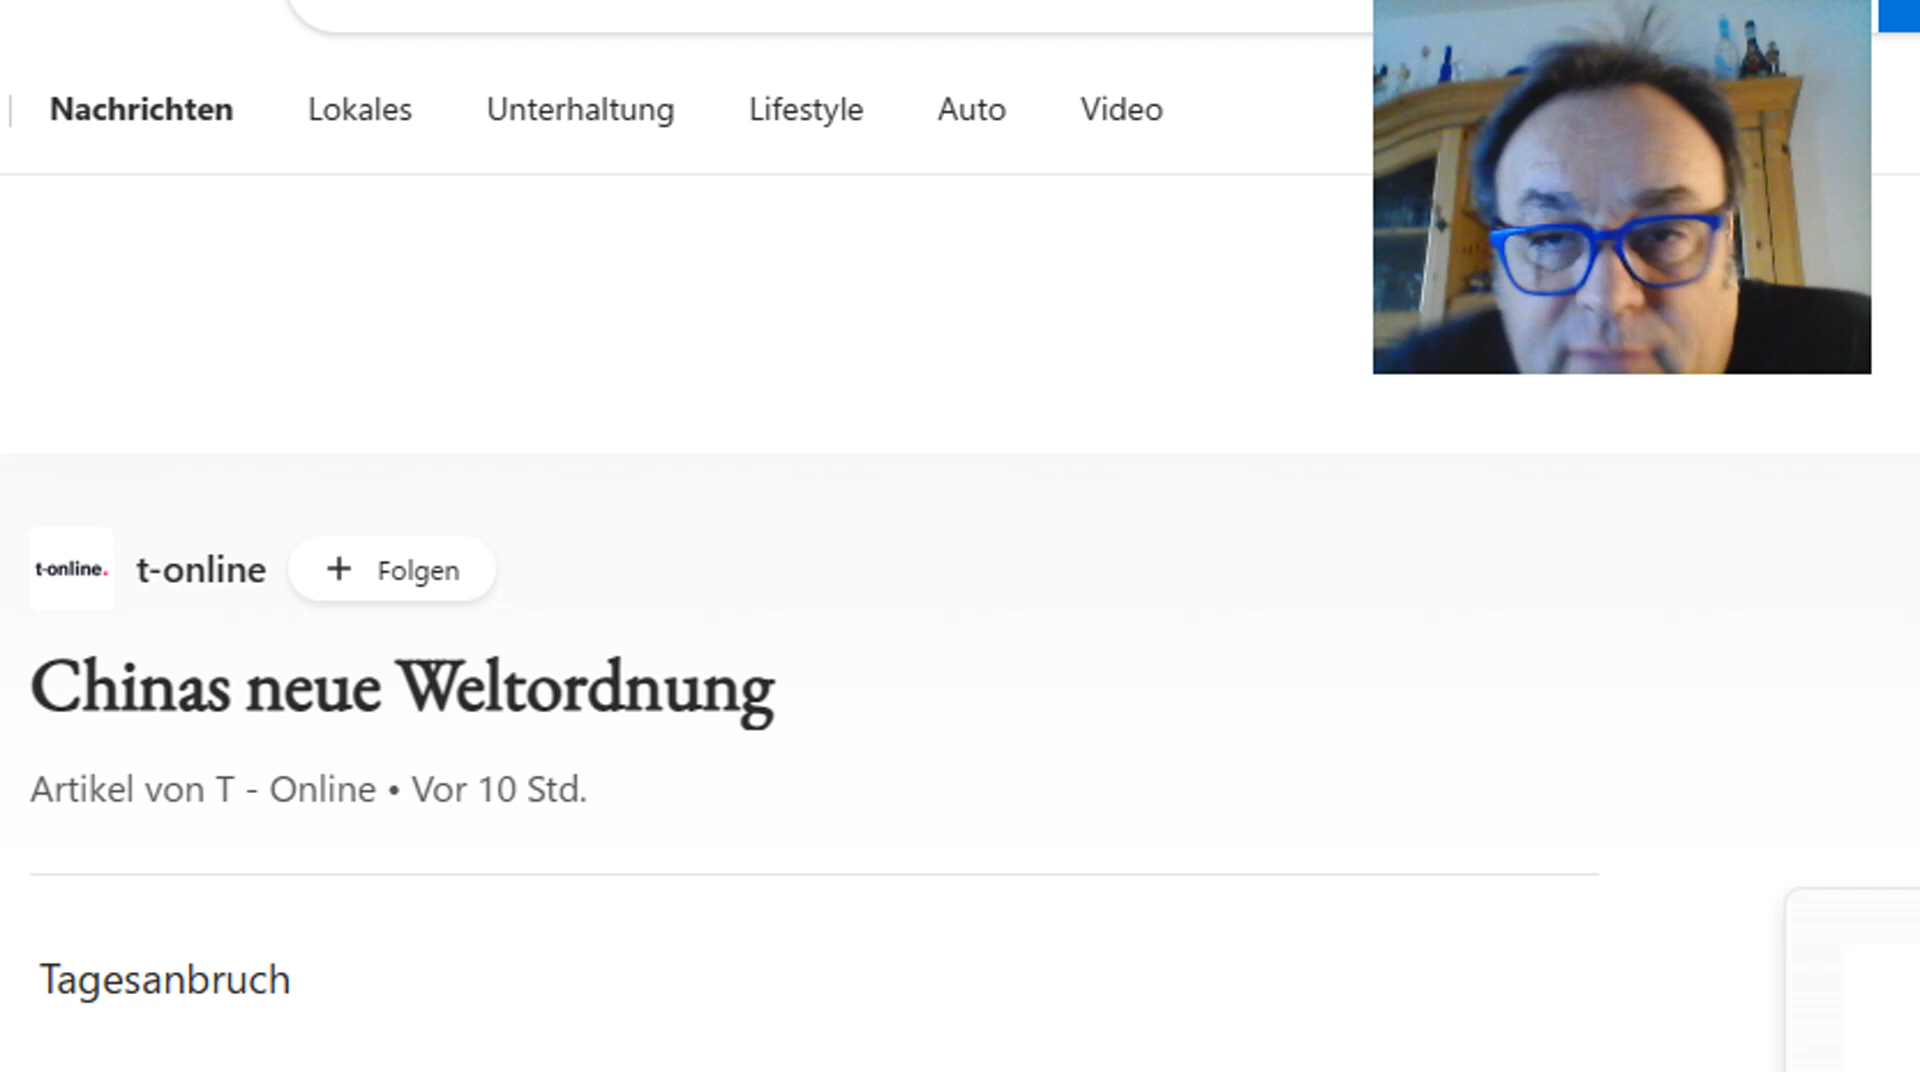 Nachrichten Lokales Unterhaltung Lifestyle Auto Video
t-online. t-online + Folgen
Chinas neue Weltordnung
Artikel von T - Online • Vor 10 Std.
Tagesanbruch